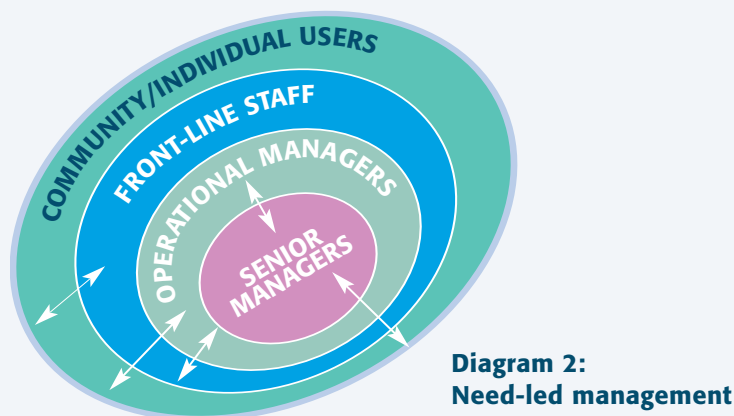 COMMUNITY/INDIVIDUAL USERS
FRONT-LINE STAFF
OPERATIONAL MANAGERS
SENIOR
MANAGERS
Diagram 2:
Need-led management